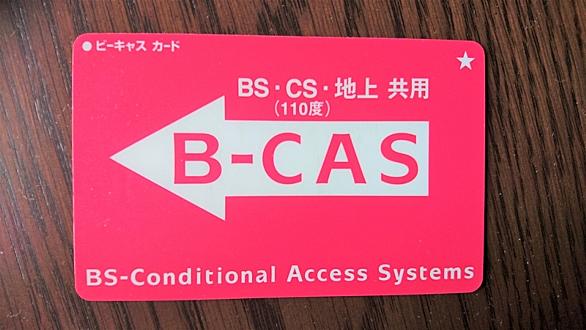 ●ビーキャス カード
★
BS・CS・地上 共用
(110度)
B-CAS
BS-Conditional Access Systems